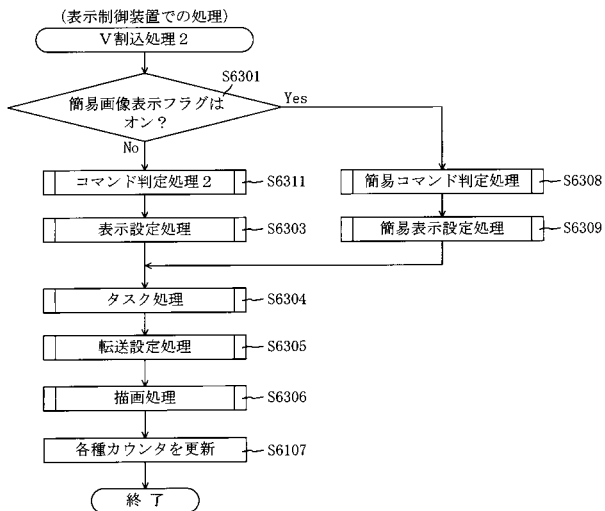 (表示制御装置での処理)
V割込処理2
S6301
簡易画像表示フラグは
オン?
Yes
No
コマンド判定処理2
S6311
簡易コマンド判定処理
S6308
表示設定処理
S6303
簡易表示設定処理
S6309
タスク処理
S6304
転送設定処理
S6305
描画処理
S6306
各種カウンタを更新
S6107
終了